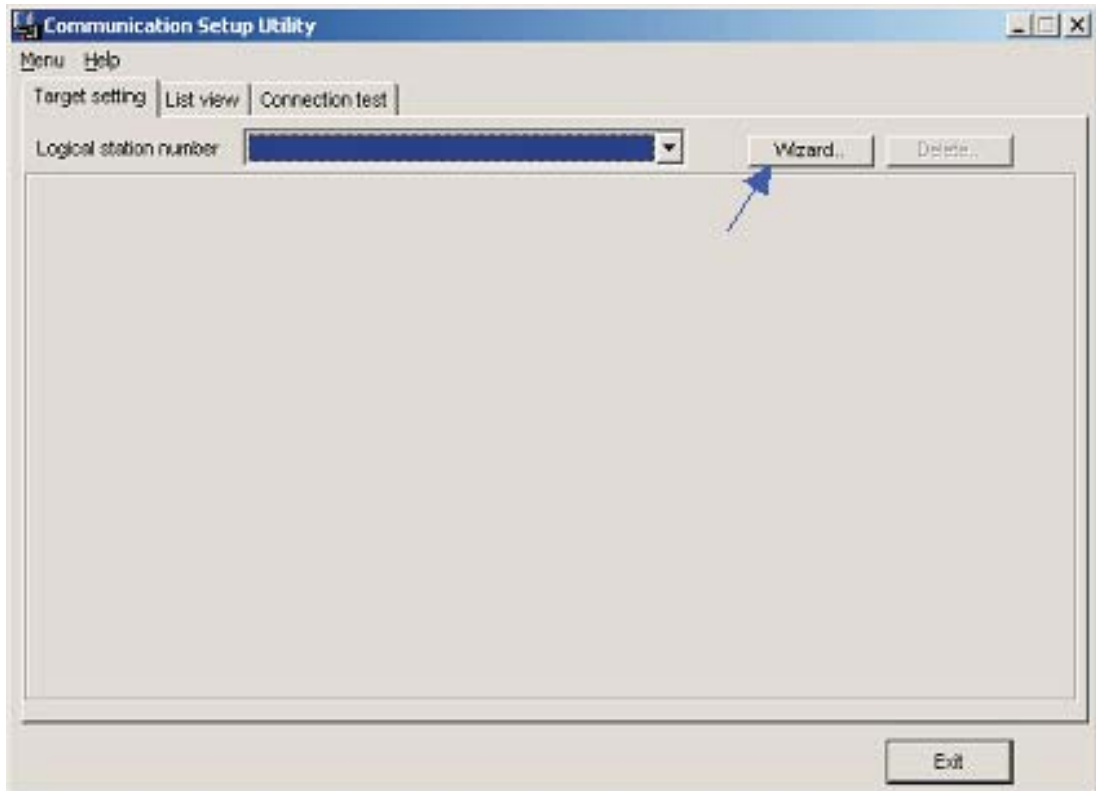 Communication Setup Utility
Menu Help
Target setting List view Connection test
Logical station number Wizard.. Delete..
Exit